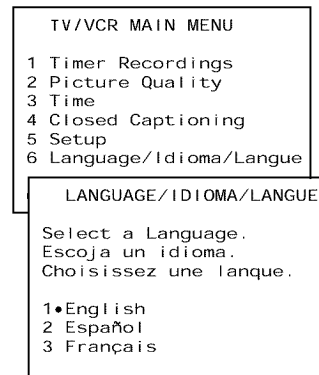 TV/VCR MAIN MENU
1 Timer Recordings
2 Picture Quality
3 Time
4 Closed Captioning
5 Setup
6 Language/Idioma/Langue
LANGUAGE/IDIOMA/LANGUE
Select a Language.
Escoja un idioma.
Choisissez une lanque.
1•English
2 Español
3 Français